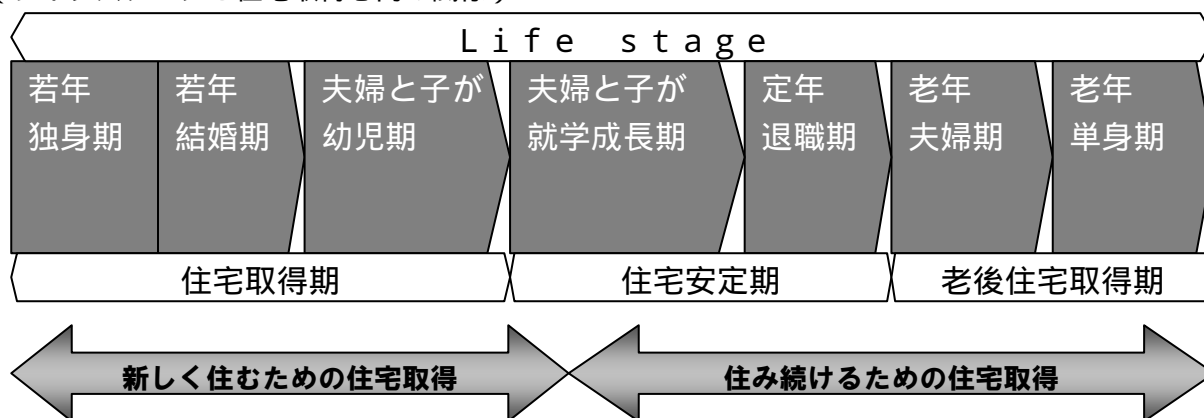 Life stage
若年
独身期
若年
結婚期
夫婦と子が
幼児期
夫婦と子が
就学成長期
定年
退職期
老年
夫婦期
老年
単身期
住宅取得期
住宅安定期
老後住宅取得期
新しく住むための住宅取得
住み続けるための住宅取得